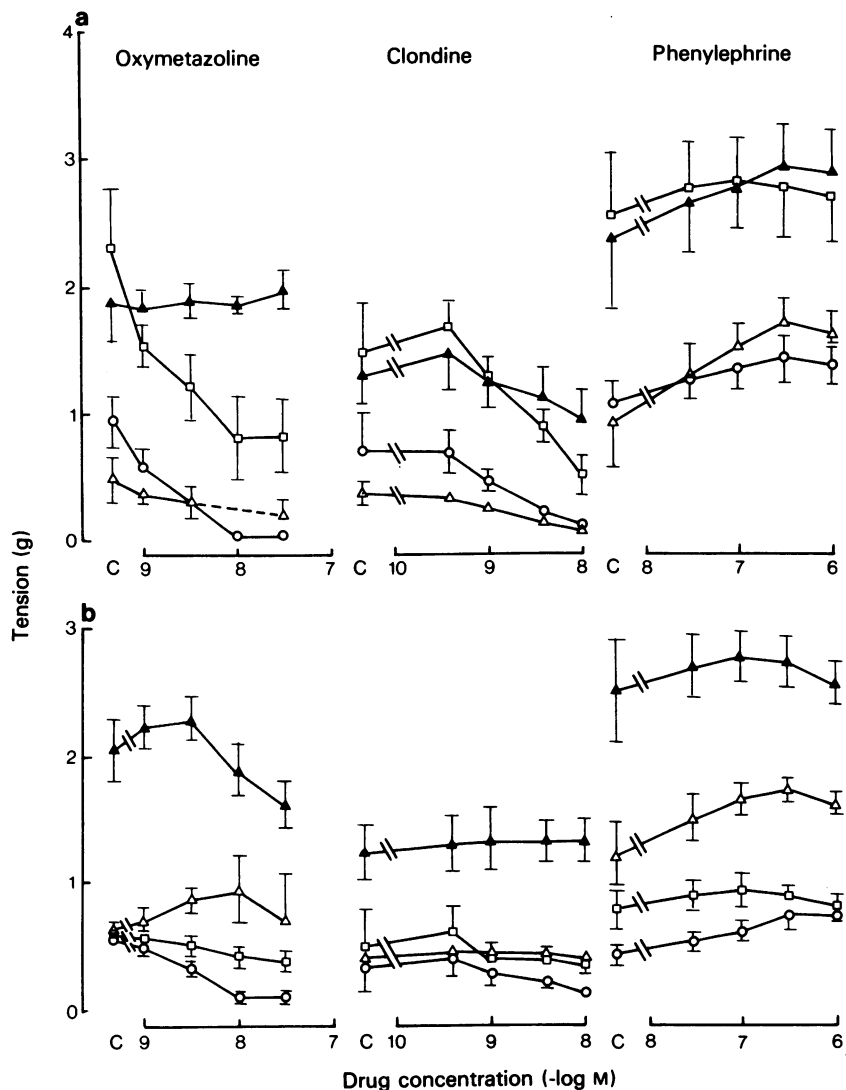 a
4
Oxymetazoline Clondine Phenylephrine
3
2
1
0
C 9 8 7 C 10 9 8 C 8 7 6
Tension (g)
b
3
2
1
0
C 9 8 7 C 10 9 8 C 8 7 6
Drug concentration (-log M)